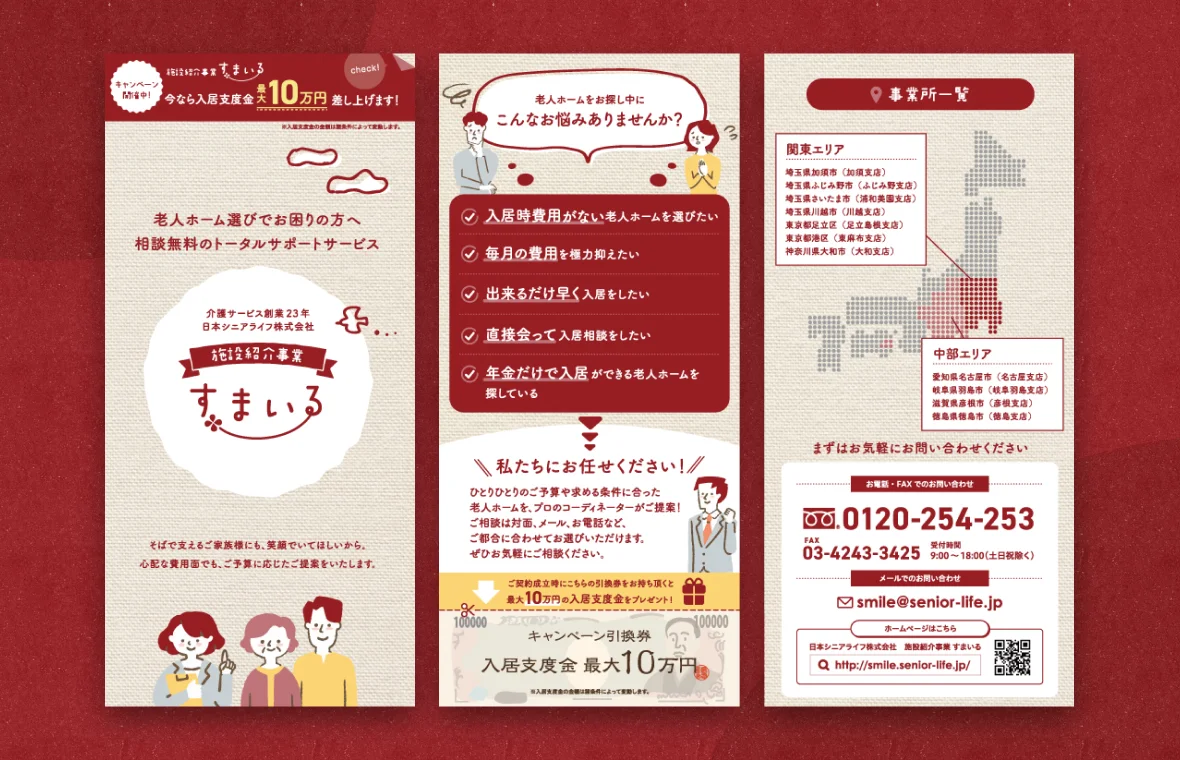 キャンペーン
開催中!
施設紹介事業 すまいる
今なら入居支度金 最大10万円 差し上げます!
check!
※入居支度金の金額は諸条件によって変動します。
老人ホーム選びでお困りの方へ
相談無料のトータルサポートサービス
介護サービス創業23年
日本シニアライフ株式会社
施設紹介事業
すまいる
そばで支えるご家族様にも、笑顔でいてほしいから。
心配な費用面でも、ご予算に応じたご提案をいたします。
老人ホームをお探し中に
こんなお悩みありませんか?
入居時費用がない老人ホームを選びたい
毎月の費用を極力抑えたい
出来るだけ早く入居をしたい
直接会って入居相談をしたい
年金だけで入居ができる老人ホームを
探している
私たちにお任せください!
ひとりひとりのご予算や求める条件に合った
老人ホームを、プロのコーディネーターがご提案!
ご相談は対面、メール、お電話など、
ご都合に合わせてお選びいただけます。
ぜひお気軽にご相談ください。
ご契約成立時にこちらの引換券をお持ち頂くと
最大10万円の入居支度金をプレゼント!
100000
100000
キャンペーン引換券
入居支度金 最大10万円
※入居支度金の金額は諸条件によって変動します。
事業所一覧
関東エリア
埼玉県加須市(加須支店)
埼玉県ふじみ野市(ふじみ野支店)
埼玉県さいたま市(浦和美園支店)
埼玉県川越市(川越支店)
東京都足立区(足立島根支店)
東京都港区(東麻布支店)
神奈川県大和市(大和支店)
中部エリア
愛知県名古屋市(名古屋支店)
岐阜県羽島市(岐阜羽島支店)
滋賀県彦根市(彦根支店)
徳島県徳島市(徳島支店)
まずはお気軽にお問い合わせください
お電話・FAXでのお問い合わせ
0120-254-253
FAX
03-4243-3425
受付時間
9:00〜18:00(土日祝除く)
メールでのお問い合わせ
smile@senior-life.jp
ホームページはこちら
日本シニアライフ株式会社 施設紹介事業 すまいる
http://smile.senior-life.jp/